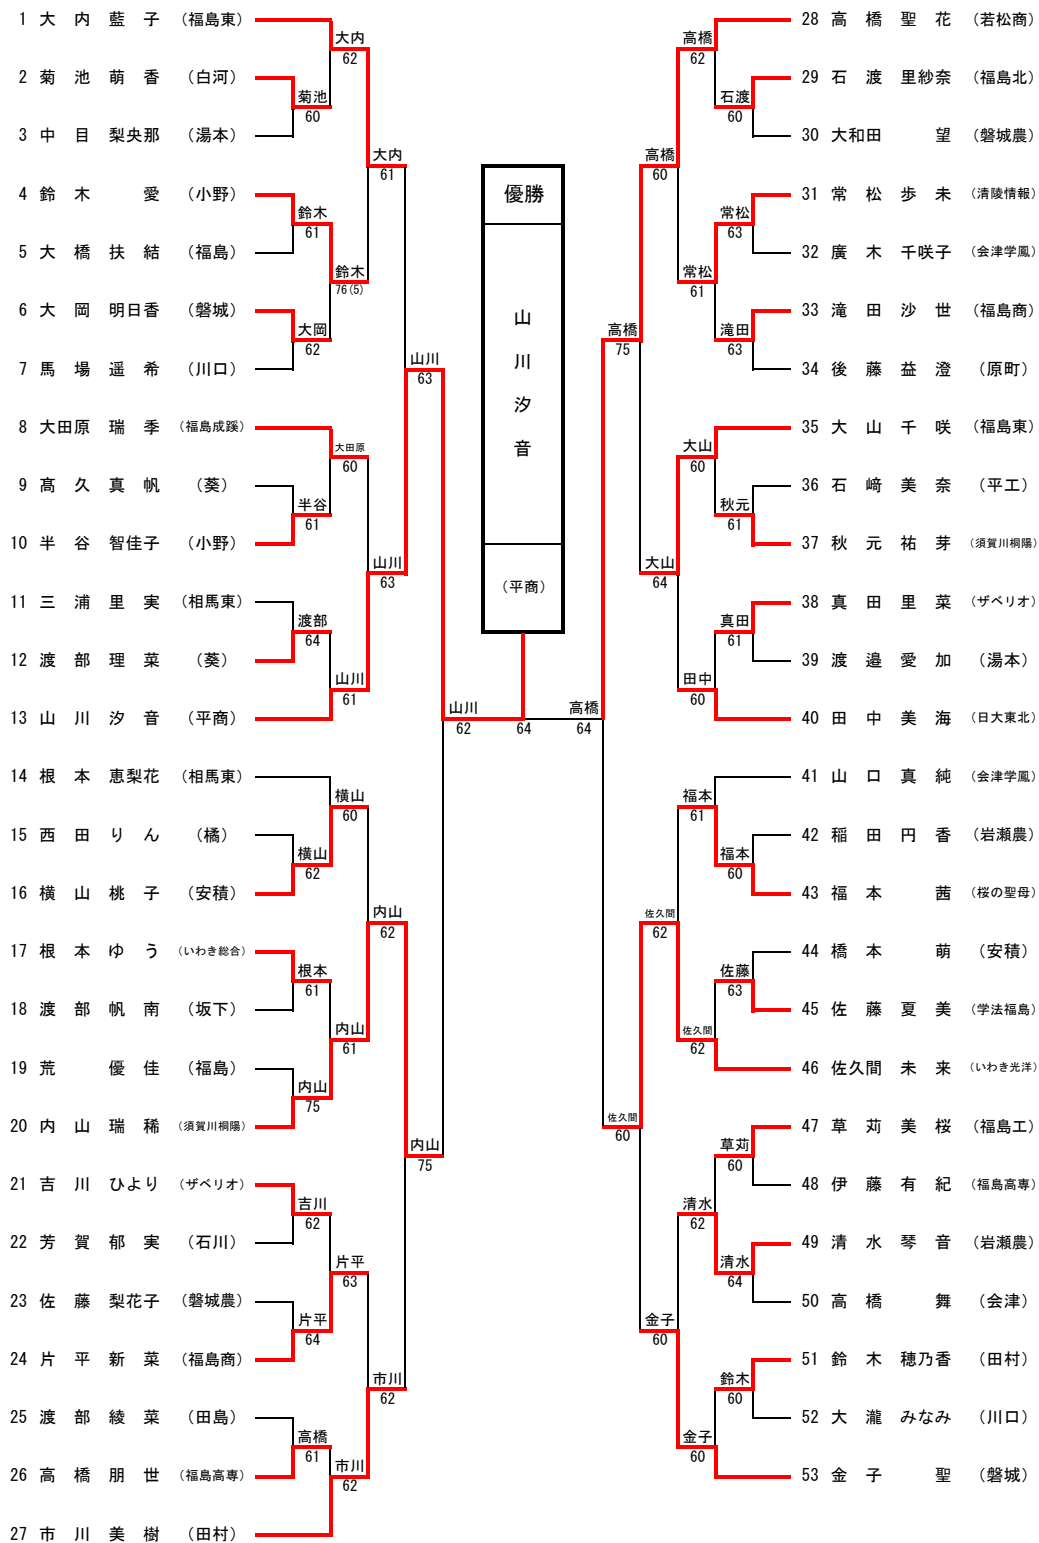 1 大内藍子 (福島東)
2 菊池萌香 (白河)
3 中目梨央那 (湯本)
4 鈴木愛 (小野)
5 大橋扶結 (福島)
6 大岡明日香 (磐城)
7 馬場遥希 (川口)
8 大田原瑞季 (福島成蹊)
9 髙久真帆 (葵)
10 半谷智佳子 (小野)
11 三浦里実 (相馬東)
12 渡部理菜 (葵)
13 山川汐音 (平商)
14 根本恵梨花 (相馬東)
15 西田りん (橘)
16 横山桃子 (安積)
17 根本ゆう (いわき総合)
18 渡部帆南 (坂下)
19 荒優佳 (福島)
20 内山瑞稀 (須賀川桐陽)
21 吉川ひより (ザベリオ)
22 芳賀郁実 (石川)
23 佐藤梨花子 (磐城農)
24 片平新菜 (福島商)
25 渡部綾菜 (田島)
26 高橋朋世 (福島高専)
27 市川美樹 (田村)
菊池
60
鈴木
61
大岡
62
半谷
61
渡部
64
横山
62
根本
61
内山
75
吉川
62
片平
64
高橋
61
大内
62
鈴木
76(5)
大田原
60
山川
61
横山
60
内山
61
片平
63
市川
62
大内
61
山川
63
内山
62
市川
62
山川
63
内山
75
山川
62
優勝
山川汐音
(平商)
64
高橋
64
高橋
75
佐久間
60
高橋
60
大山
64
佐久間
62
金子
60
高橋
62
常松
61
大山
60
田中
60
福本
61
佐久間
62
清水
62
金子
60
石渡
60
常松
63
滝田
63
秋元
61
真田
61
福本
60
佐藤
63
草苅
60
清水
64
鈴木
60
28 高橋聖花 (若松商)
29 石渡里紗奈 (福島北)
30 大和田望 (磐城農)
31 常松歩未 (清陵情報)
32 廣木千咲子 (会津学鳳)
33 滝田沙世 (福島商)
34 後藤益澄 (原町)
35 大山千咲 (福島東)
36 石﨑美奈 (平工)
37 秋元祐芽 (須賀川桐陽)
38 真田里菜 (ザベリオ)
39 渡邉愛加 (湯本)
40 田中美海 (日大東北)
41 山口真純 (会津学鳳)
42 稲田円香 (岩瀬農)
43 福本茜 (桜の聖母)
44 橋本萌 (安積)
45 佐藤夏美 (学法福島)
46 佐久間未来 (いわき光洋)
47 草苅美桜 (福島工)
48 伊藤有紀 (福島高専)
49 清水琴音 (岩瀬農)
50 高橋舞 (会津)
51 鈴木穂乃香 (田村)
52 大瀧みなみ (川口)
53 金子聖 (磐城)